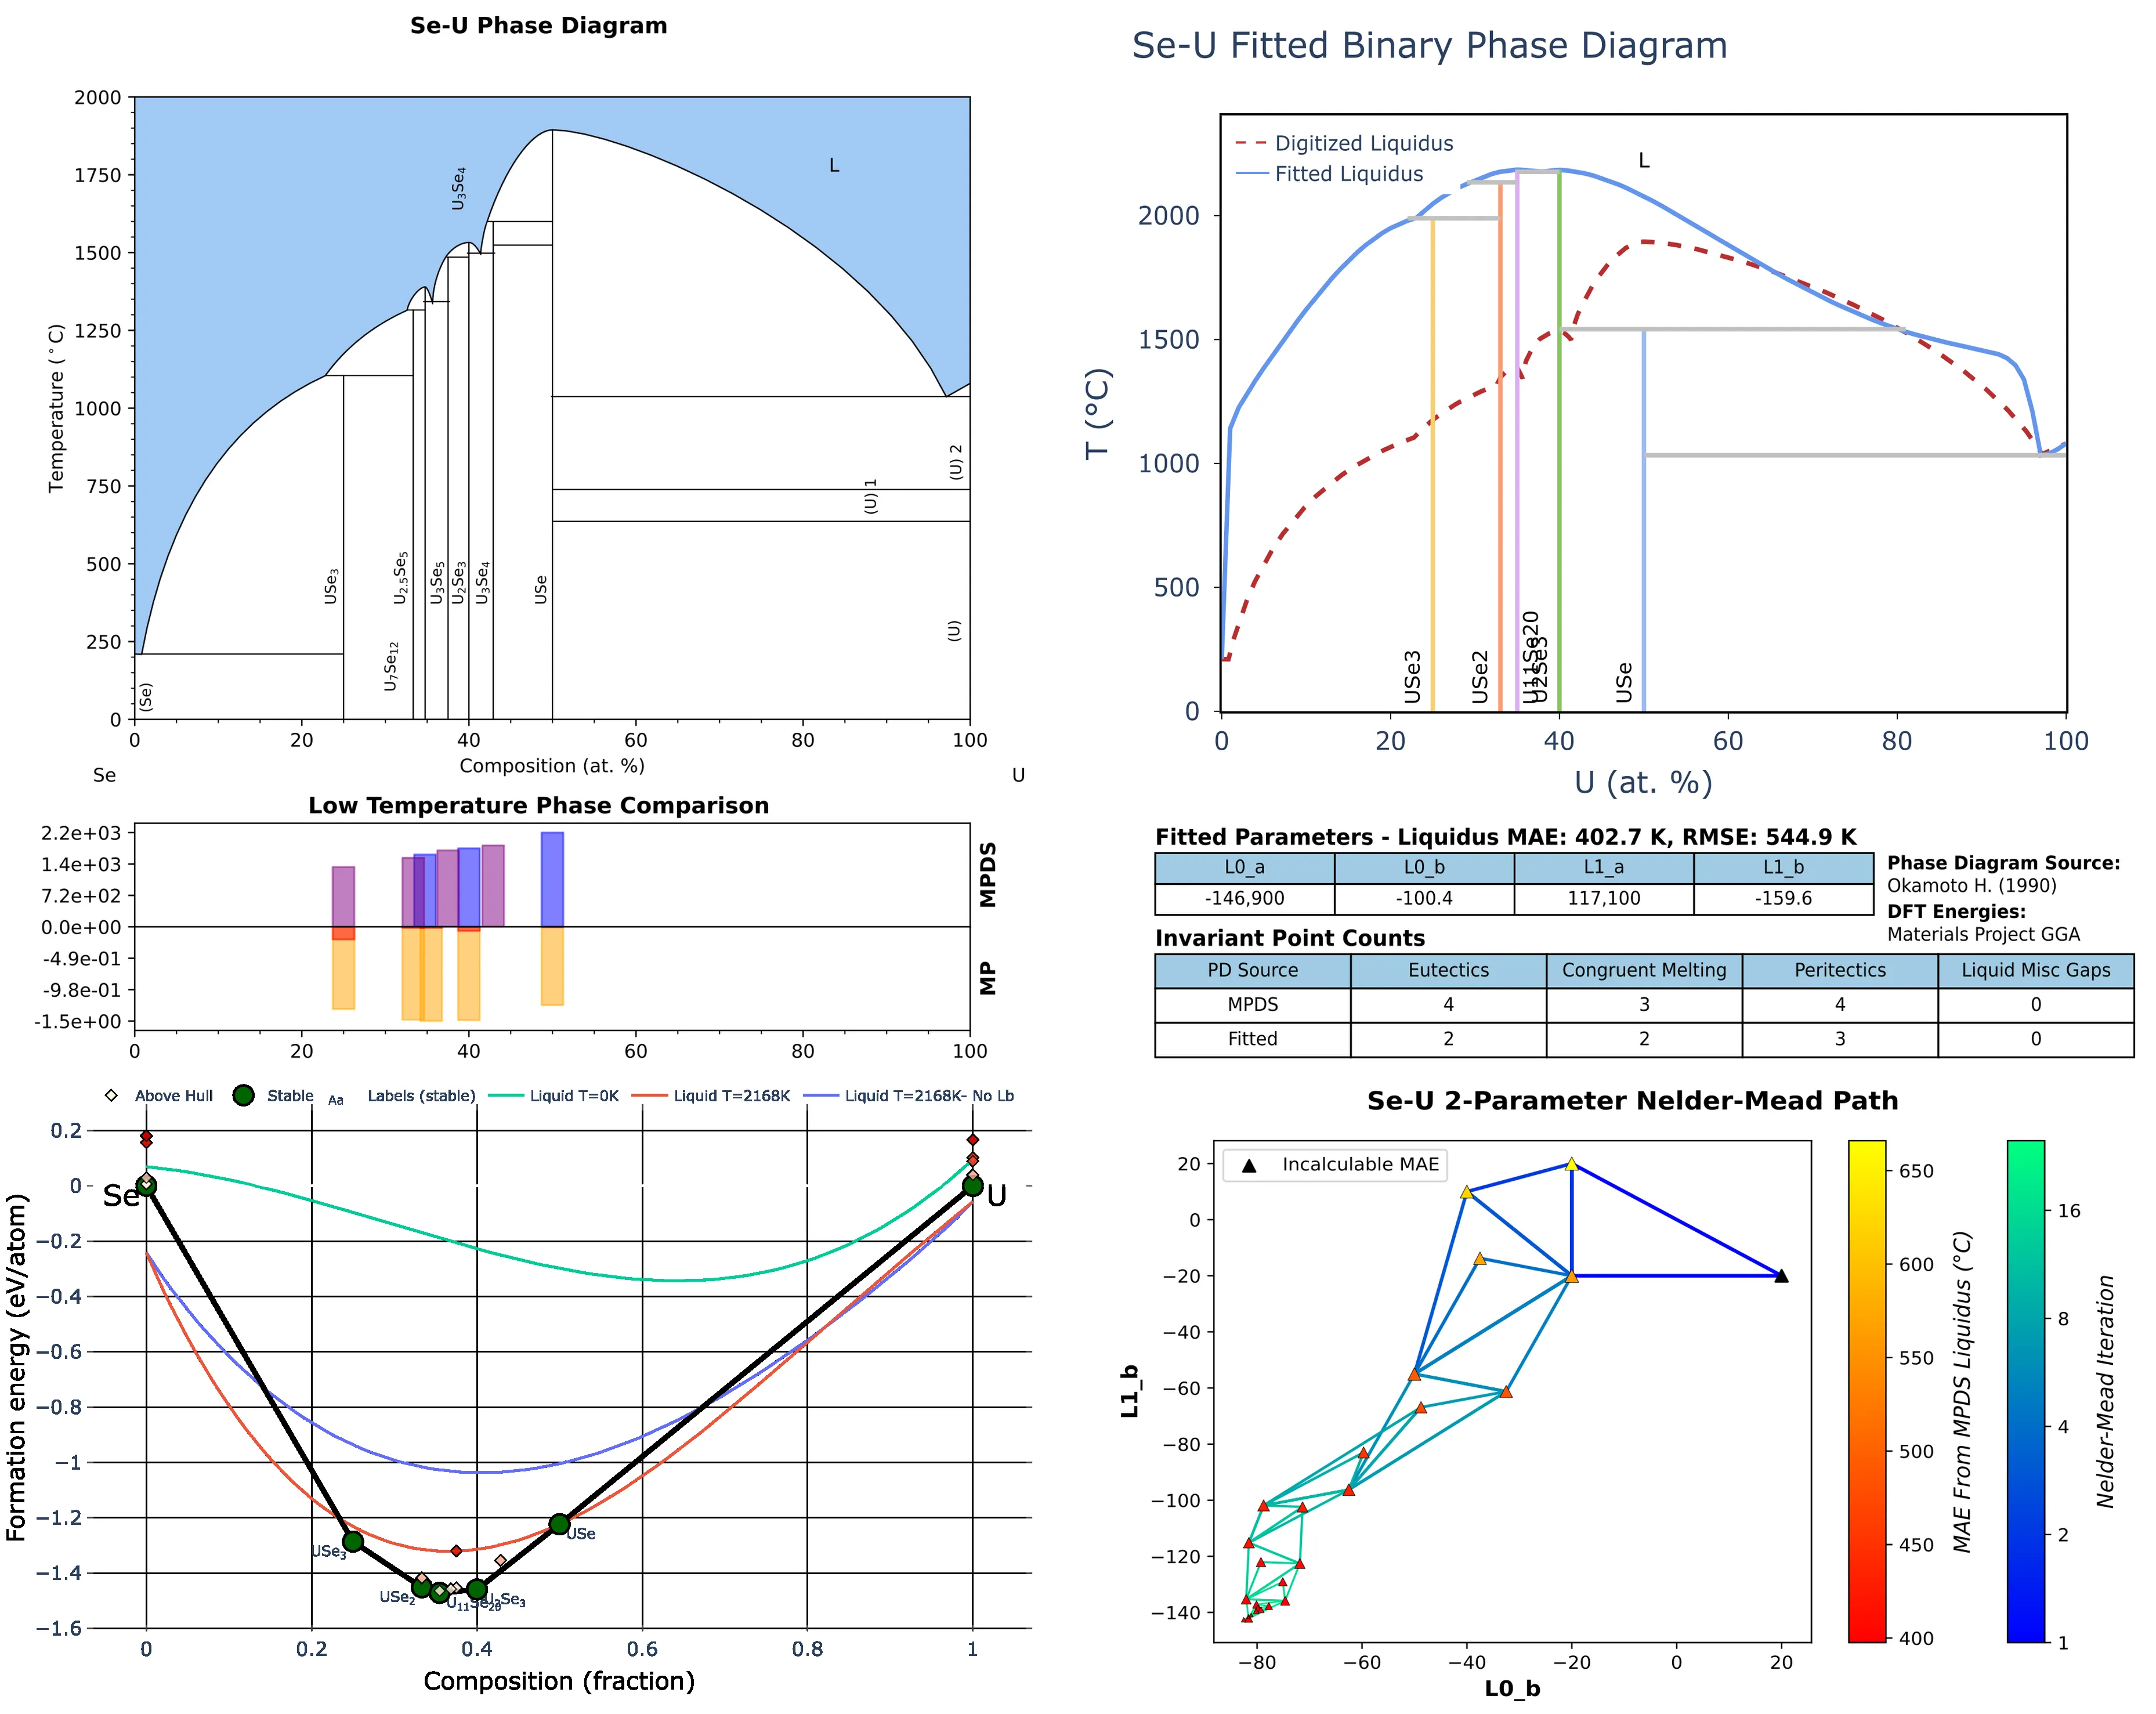 Se-U Phase Diagram
2000
1750
1500
1250
1000
750
500
250
0
Temperature (°C)
L
U3Se4
USe3
U7Se12
U2.5Se5
U3Se5
U2Se3
U3Se4
USe
(Se)
(U) 1
(U) 2
(U)
0 20 40 60 80 100
Composition (at. %)
Se U
Se-U Fitted Binary Phase Diagram
Digitized Liquidus
Fitted Liquidus
L
2000
1500
1000
500
0
T (°C)
USe3
USe2
U11Se20
U2Se3
USe
0 20 40 60 80 100
U (at. %)
Low Temperature Phase Comparison
2.2e+03
1.4e+03
7.2e+02
0.0e+00
-4.9e-01
-9.8e-01
-1.5e+00
MPDS
MP
0 20 40 60 80 100
Fitted Parameters - Liquidus MAE: 402.7 K, RMSE: 544.9 K
L0_a L0_b L1_a L1_b
-146,900 -100.4 117,100 -159.6
Phase Diagram Source:
Okamoto H. (1990)
DFT Energies:
Materials Project GGA
Invariant Point Counts
PD Source Eutectics Congruent Melting Peritectics Liquid Misc Gaps
MPDS 4 3 4 0
Fitted 2 2 3 0
Above Hull Stable Aa Labels (stable) Liquid T=0K Liquid T=2168K Liquid T=2168K- No Lb
0.2
0
−0.2
−0.4
−0.6
−0.8
−1
−1.2
−1.4
−1.6
Formation energy (eV/atom)
Se
U
USe3
USe2
U11Se20
U2Se3
USe
0 0.2 0.4 0.6 0.8 1
Composition (fraction)
Se-U 2-Parameter Nelder-Mead Path
Incalculable MAE
20
0
−20
−40
−60
−80
−100
−120
−140
L1_b
−80 −60 −40 −20 0 20
L0_b
650
600
550
500
450
400
MAE From MPDS Liquidus (°C)
16
8
4
2
1
Nelder-Mead Iteration